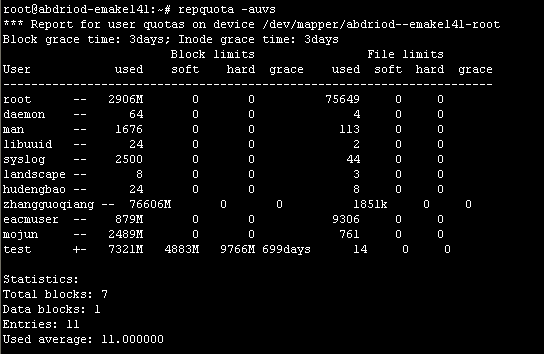 root@abdriod-emakel4l:~# repquota -auvs
*** Report for user quotas on device /dev/mapper/abdriod--emakel4l-root
Block grace time: 3days; Inode grace time: 3days
                        Block limits                File limits
User            used    soft    hard  grace    used  soft  hard  grace
----------------------------------------------------------------------
root      --   2906M       0       0          75649     0     0
daemon    --      64       0       0              4     0     0
man       --    1676       0       0            113     0     0
libuuid   --      24       0       0              2     0     0
syslog    --    2500       0       0             44     0     0
landscape --       8       0       0              3     0     0
hudengbao --      24       0       0              8     0     0
zhangguoqiang --  76606M       0       0          1851k     0     0
eacmuser  --    879M       0       0           9306     0     0
mojun     --   2489M       0       0            761     0     0
test      +-   7321M   4883M   9766M 699days      14     0     0

Statistics:
Total blocks: 7
Data blocks: 1
Entries: 11
Used average: 11.000000